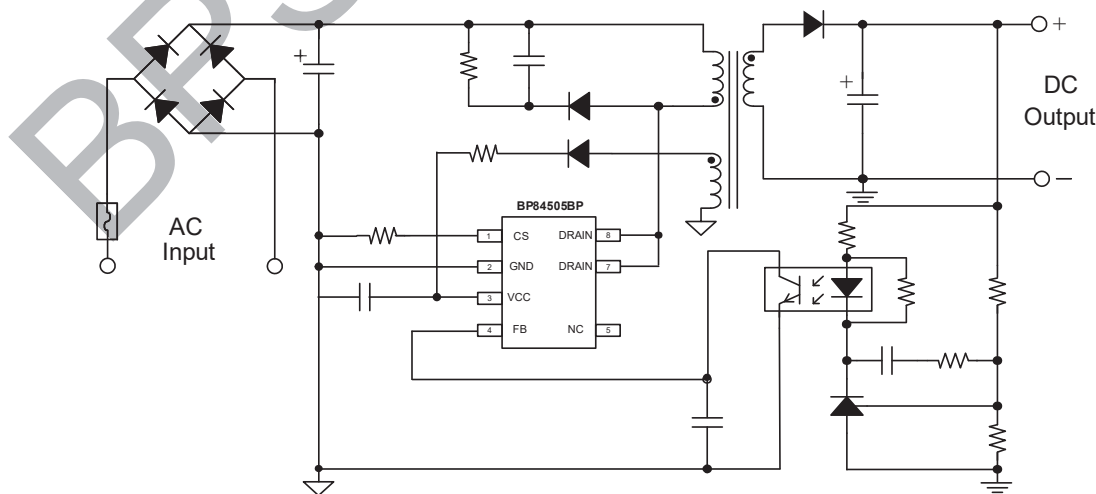 BPS
+
+
+
DC
Output
—
AC
Input
BP84505BP
1 CS DRAIN 8
2 GND DRAIN 7
3 VCC
4 FB NC 5